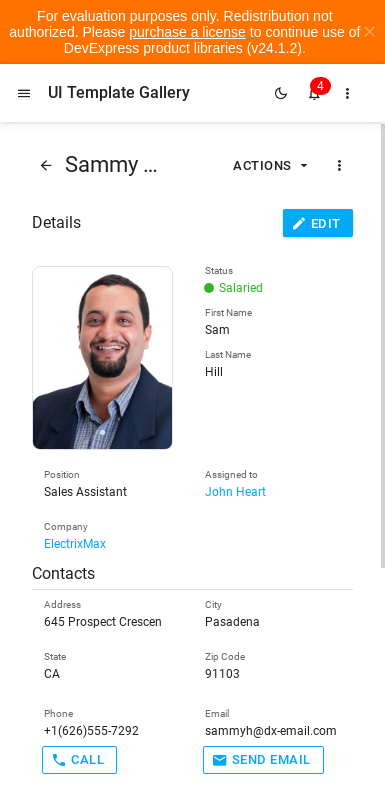 For evaluation purposes only. Redistribution not
authorized. Please purchase a license to continue use of
DevExpress product libraries (v24.1.2).
UI Template Gallery
4
Sammy ...
ACTIONS
Details
EDIT
Status
Salaried
First Name
Sam
Last Name
Hill
Position
Sales Assistant
Assigned to
John Heart
Company
ElectrixMax
Contacts
Address
645 Prospect Crescen
City
Pasadena
State
CA
Zip Code
91103
Phone
+1(626)555-7292
Email
sammyh@dx-email.com
CALL
SEND EMAIL